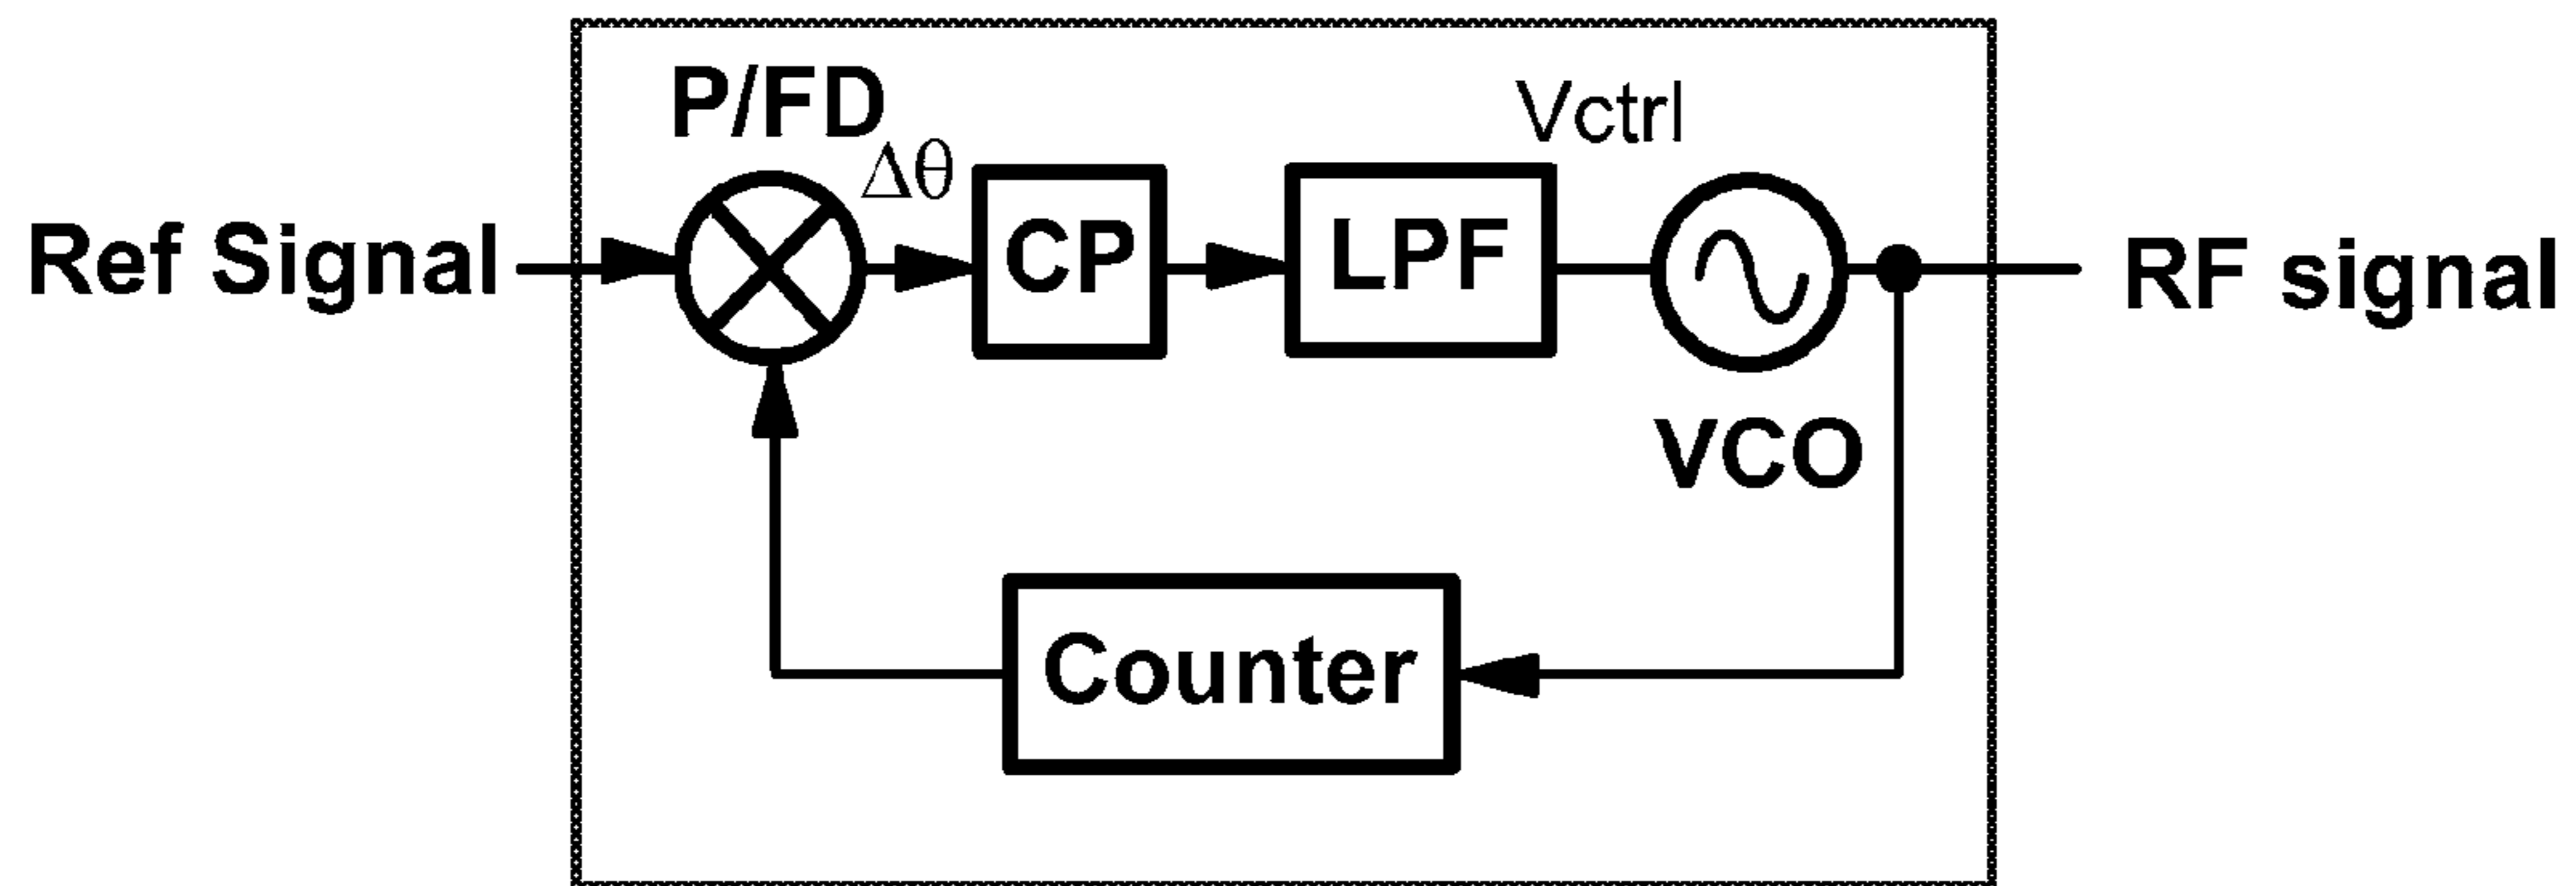 P/FD
Δθ
Vctrl
Ref Signal
CP
LPF
RF signal
VCO
Counter